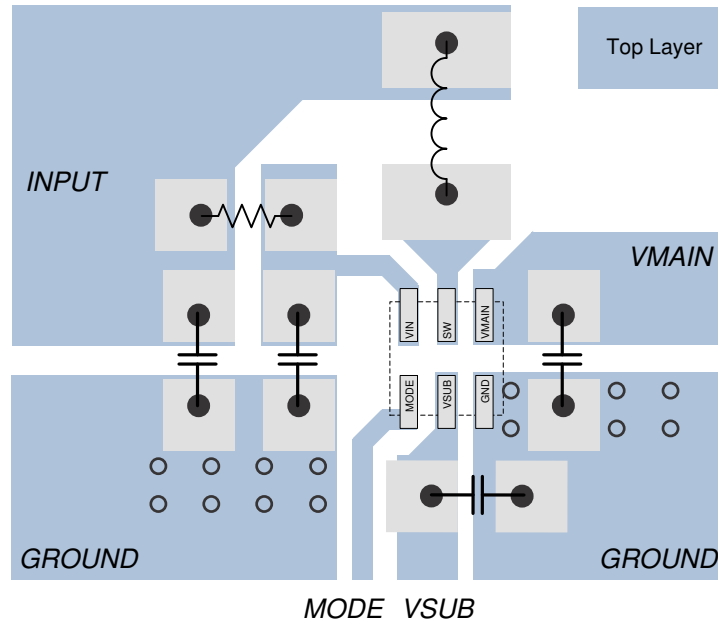 Top Layer
INPUT
VMAIN
VIN
SW
VMAIN
MODE
VSUB
GND
GROUND
GROUND
MODE VSUB